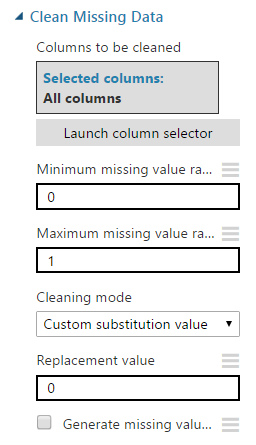 Clean Missing Data
Columns to be cleaned
Selected columns:
All columns
Launch column selector
Minimum missing value ra...
0
Maximum missing value ra...
1
Cleaning mode
Custom substitution value
Replacement value
0
Generate missing valu...